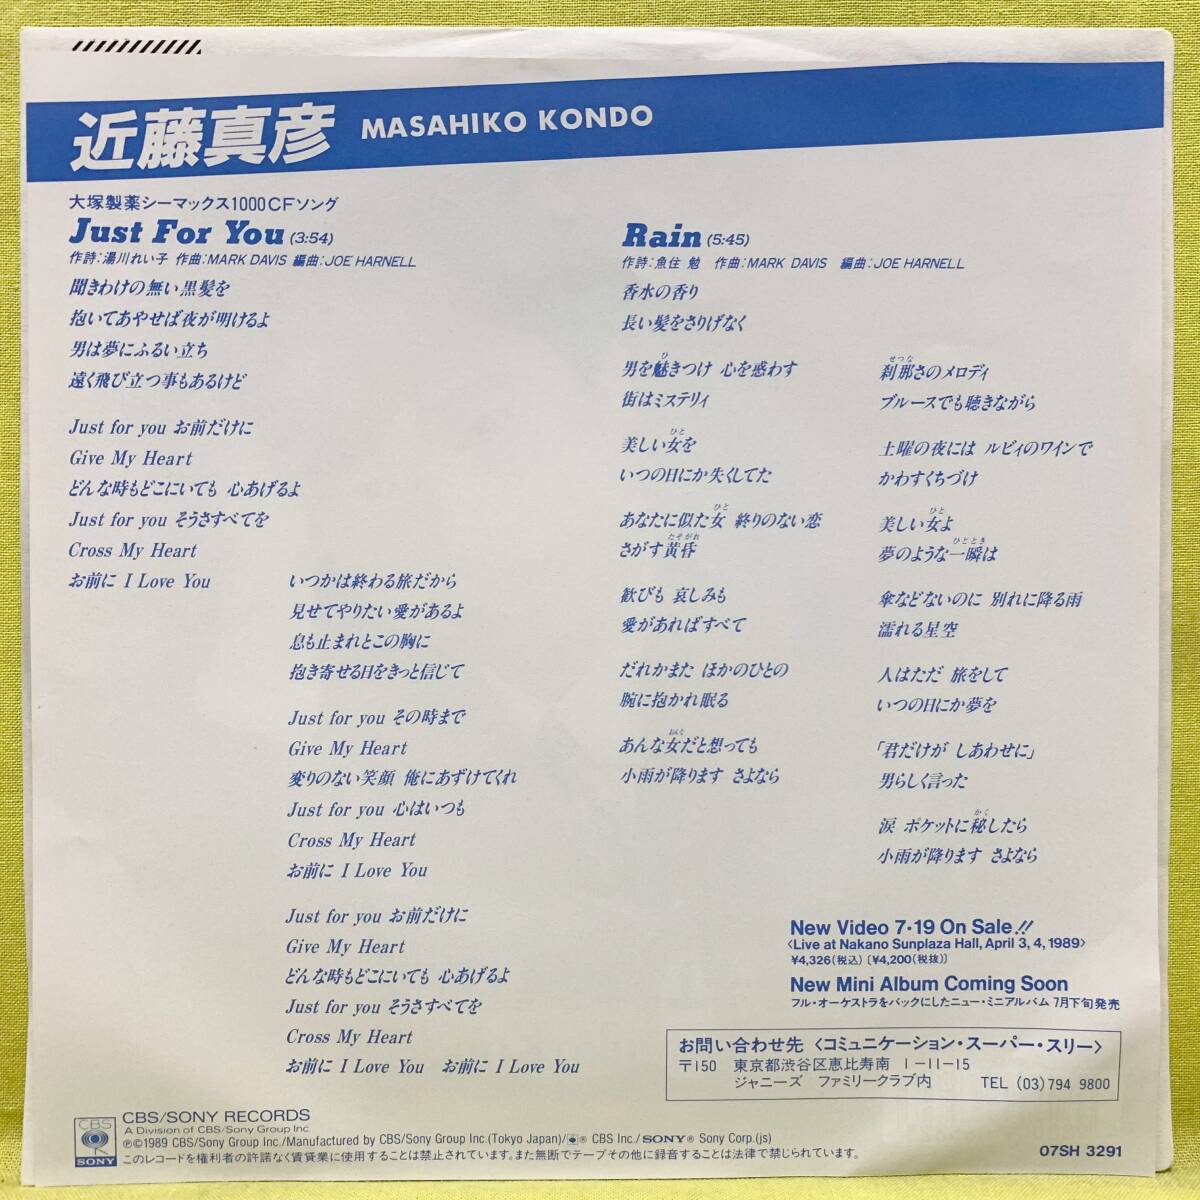 近藤真彦 MASAHIKO KONDO
大塚製薬シーマックス1000CFソング
Just For You (3:54)
作詩:湯川れい子 作曲:MARK DAVIS 編曲:JOE HARNELL
聞きわけの無い黒髪を
抱いてあやせば夜が明けるよ
男は夢にふるい立ち
遠く飛び立つ事もあるけど
Just for you お前だけに
Give My Heart
どんな時もどこにいても 心あげるよ
Just for you そうさすべてを
Cross My Heart
お前に I Love You
いつかは終わる旅だから
見せてやりたい愛があるよ
息も止まれとこの胸に
抱き寄せる日をきっと信じて
Just for you その時まで
Give My Heart
変りのない笑顔 俺にあずけてくれ
Just for you 心はいつも
Cross My Heart
お前に I Love You
Just for you お前だけに
Give My Heart
どんな時もどこにいても 心あげるよ
Just for you そうさすべてを
Cross My Heart
お前に I Love You お前に I Love You
Rain (5:45)
作詩:魚住 勉 作曲:MARK DAVIS 編曲:JOE HARNELL
香水の香り
長い髪をさりげなく
ひ
男を魅きつけ 心を惑わす
街はミステリィ
ひと
美しい女を
いつの日にか失くしてた
ひと
あなたに似た女 終りのない恋
たそがれ
さがす黄昏
歓びも 哀しみも
愛があればすべて
だれかまた ほかのひとの
腕に抱かれ眠る
おんな
あんな女だと想っても
小雨が降ります さよなら
せつな
刹那さのメロディ
ブルースでも聴きながら
土曜の夜には ルビィのワインで
かわすくちづけ
ひと
美しい女よ
ひととき
夢のような一瞬は
傘などないのに 別れに降る雨
濡れる星空
人はただ 旅をして
いつの日にか夢を
「君だけが しあわせに」
男らしく言った
かく
涙 ポケットに秘したら
小雨が降ります さよなら
New Video 7・19 On Sale!!
〈Live at Nakano Sunplaza Hall, April 3, 4, 1989〉
¥4,326(税込)〔¥4,200(税抜)〕
New Mini Album Coming Soon
フル・オーケストラをバックにしたニュー・ミニアルバム 7月下旬発売
お問い合わせ先〈コミュニケーション・スーパー・スリー〉
〒150 東京都渋谷区恵比寿南 1-11-15
ジャニーズ ファミリークラブ内 TEL (03)794 9800
CBS
SONY
CBS/SONY RECORDS
A Division of CBS/Sony Group Inc.
Ⓟ©1989 CBS/Sony Group Inc./Manufactured by CBS/Sony Group Inc.(Tokyo Japan)/® CBS Inc./SONY® Sony Corp.(js)
このレコードを権利者の許諾なく賃貸業に使用することは禁止されています。また無断でテープその他に録音することは法律で禁じられています。
07SH 3291